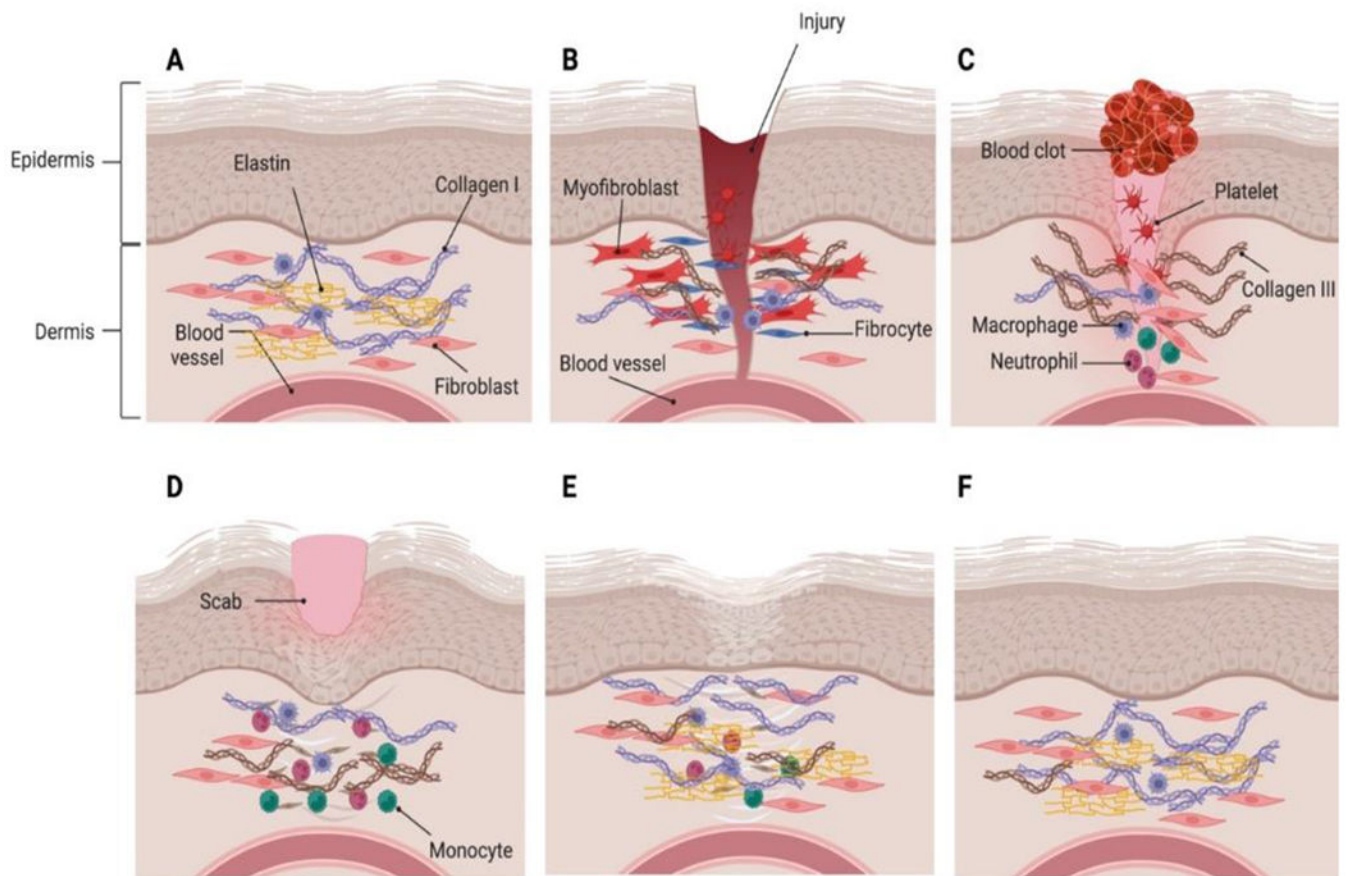 A
Epidermis
Dermis
Elastin
Collagen I
Blood
vessel
Fibroblast
B
Injury
Myofibroblast
Fibrocyte
Blood vessel
C
Blood clot
Platelet
Collagen III
Macrophage
Neutrophil
D
Scab
Monocyte
E
F